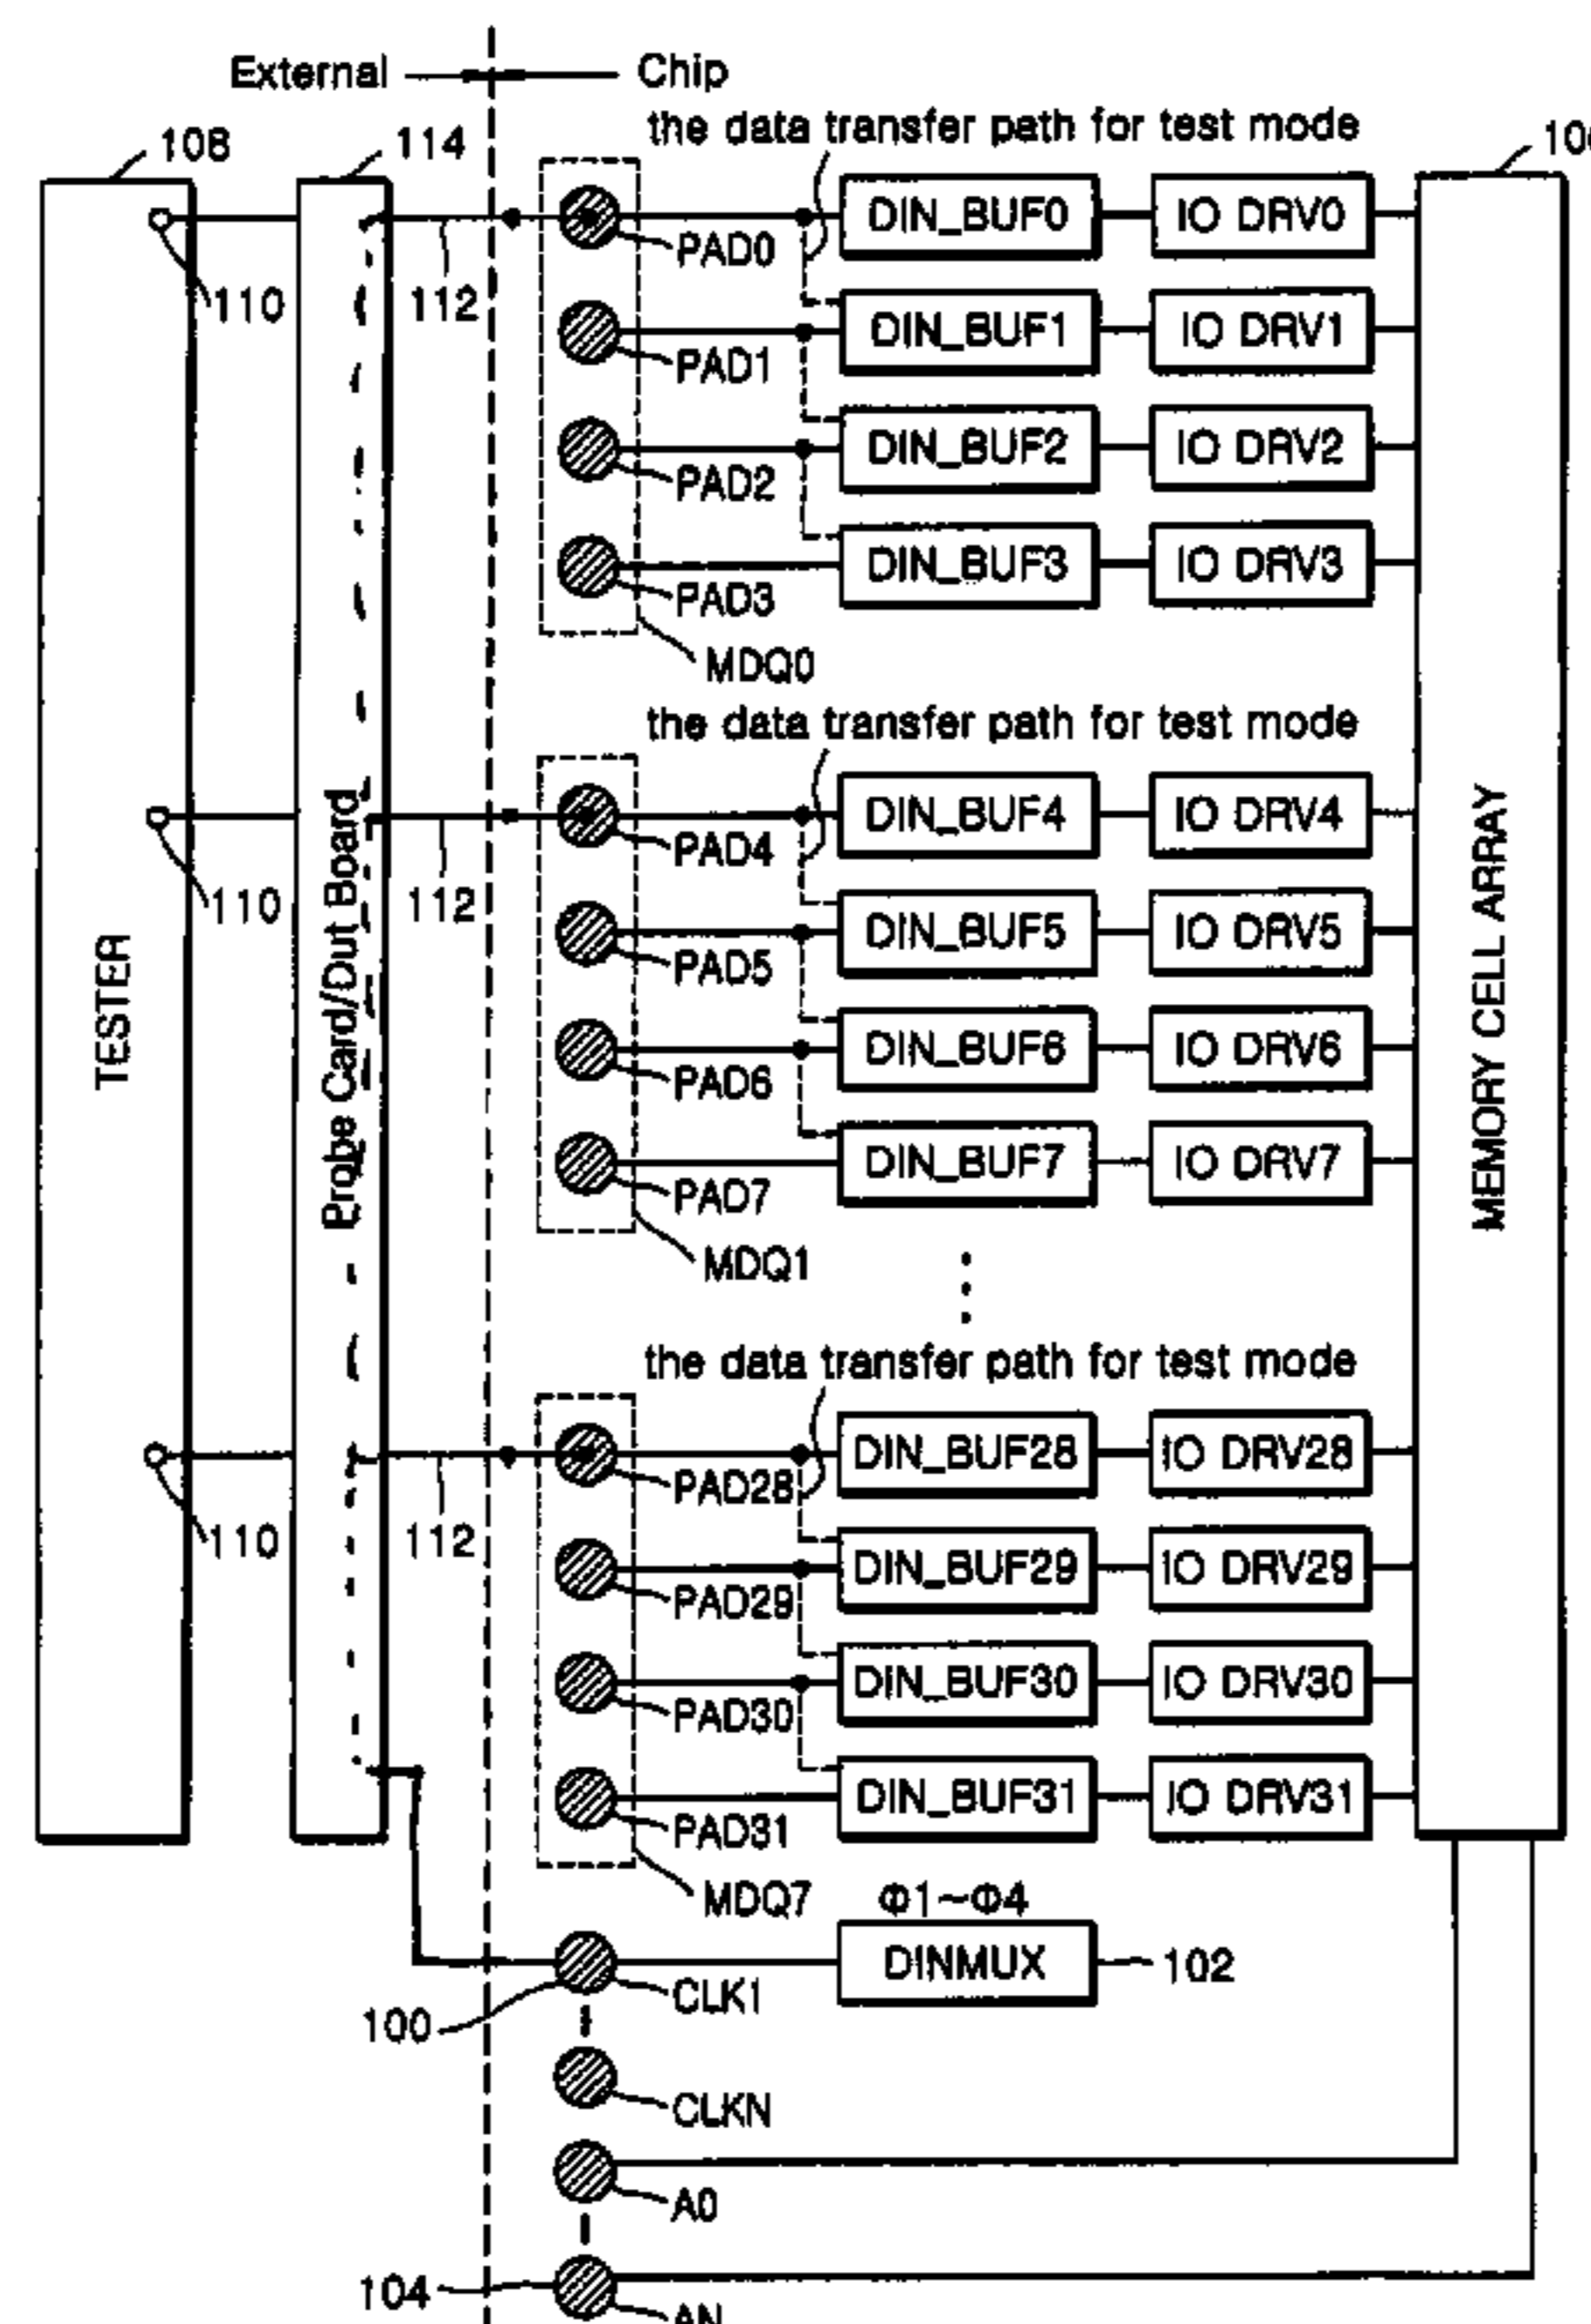 External
Chip
the data transfer path for test mode
108
114
DIN_BUF0
IO DRV0
PAD0
110
112
DIN_BUF1
IO DRV1
PAD1
DIN_BUF2
IO DRV2
PAD2
DIN_BUF3
IO DRV3
PAD3
MDQ0
the data transfer path for test mode
DIN_BUF4
IO DRV4
PAD4
110
112
DIN_BUF5
IO DRV5
PAD5
DIN_BUF6
IO DRV6
PAD6
DIN_BUF7
IO DRV7
PAD7
MDQ1
TESTER
Probe Card/Dut Board
MEMORY CELL ARRAY
the data transfer path for test mode
DIN_BUF28
IO DRV28
PAD28
110
112
DIN_BUF29
IO DRV29
PAD29
DIN_BUF30
IO DRV30
PAD30
DIN_BUF31
IO DRV31
PAD31
MDQ7
Φ1~Φ4
DINMUX
102
CLK1
100
CLKN
A0
104
AN